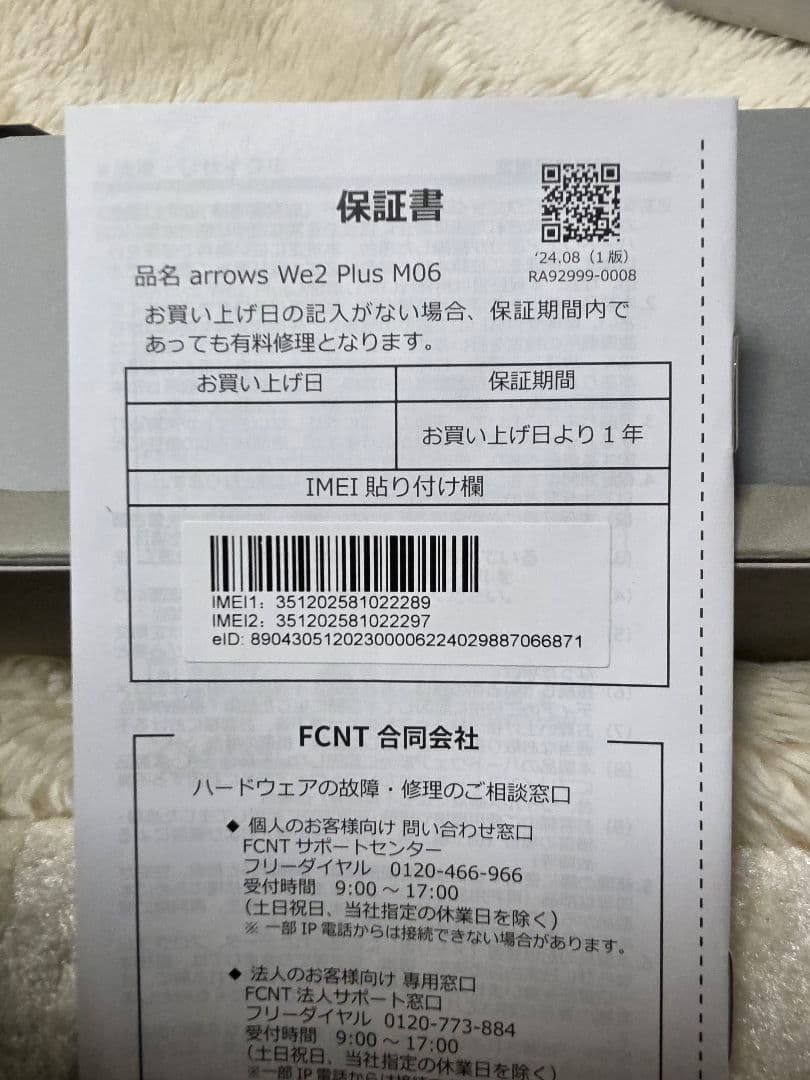 保証書
'24.08（1版）
RA92999-0008
品名 arrows We2 Plus M06
お買い上げ日の記入がない場合、保証期間内で
あっても有料修理となります。
お買い上げ日
保証期間
お買い上げ日より1年
IMEI 貼り付け欄
IMEI1: 351202581022289
IMEI2: 351202581022297
eID: 89043051202300006224029887066871
FCNT 合同会社
ハードウェアの故障・修理のご相談窓口
◆ 個人のお客様向け 問い合わせ窓口
FCNT サポートセンター
フリーダイヤル 0120-466-966
受付時間 9:00 ～ 17:00
(土日祝日、当社指定の休業日を除く)
※ 一部 IP 電話からは接続できない場合があります。
◆ 法人のお客様向け 専用窓口
FCNT 法人サポート窓口
フリーダイヤル 0120-773-884
受付時間 9:00 ～ 17:00
(土日祝日、当社指定の休業日を除く)
※一部 IP 電話からは接続